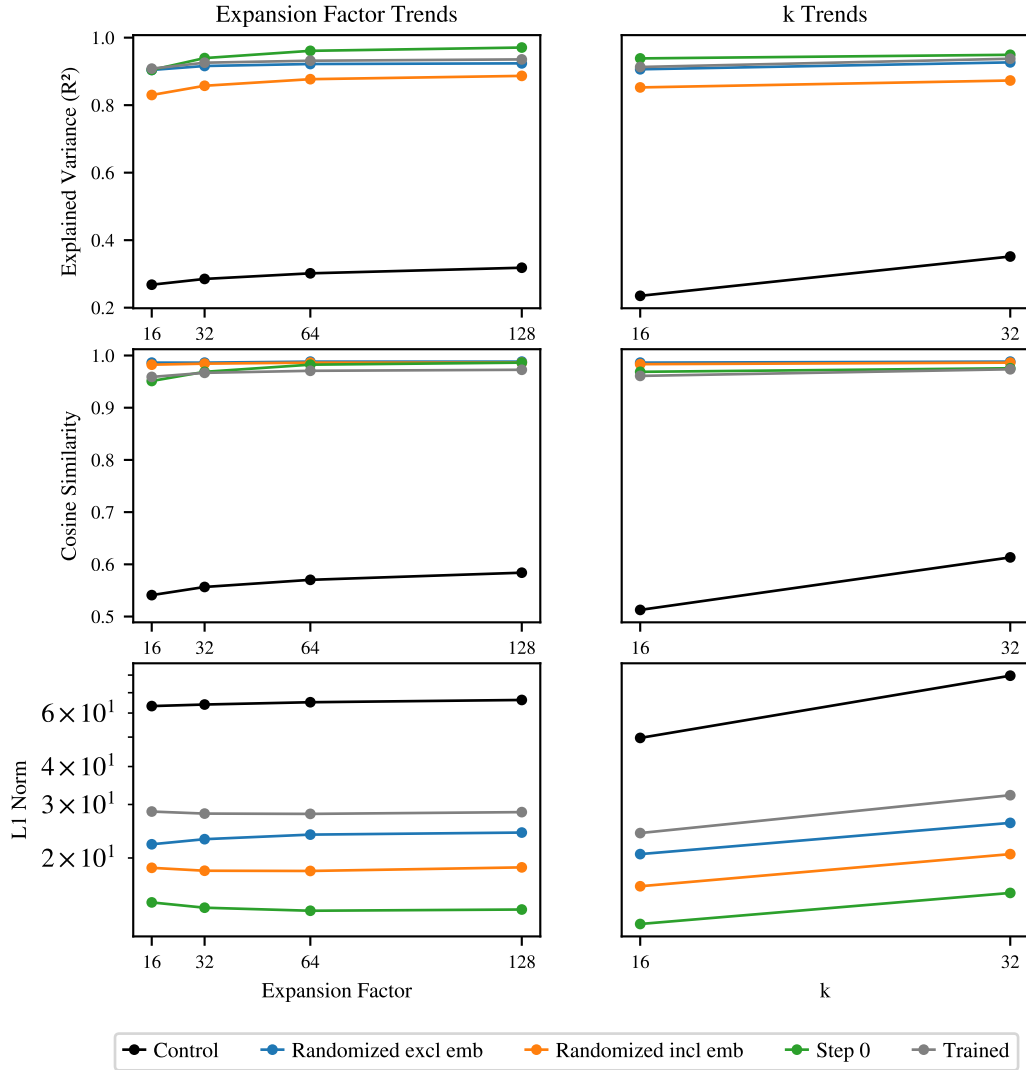 Expansion Factor Trends
k Trends
Explained Variance (R²)
1.0
0.8
0.6
0.4
0.2
16
32
64
128
16
32
Cosine Similarity
1.0
0.9
0.8
0.7
0.6
0.5
16
32
64
128
16
32
L1 Norm
6×10¹
4×10¹
3×10¹
2×10¹
16
32
64
128
16
32
Expansion Factor
k
Control
Randomized excl emb
Randomized incl emb
Step 0
Trained